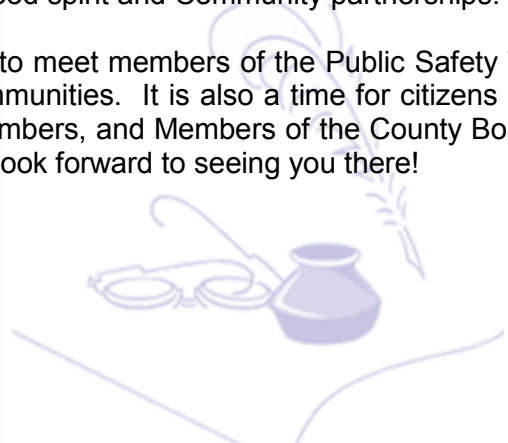 ood spirit and Community partnerships.
to meet members of the Public Safety
mmunities. It is also a time for citizens
mbers, and Members of the County Bo
ook forward to seeing you there!